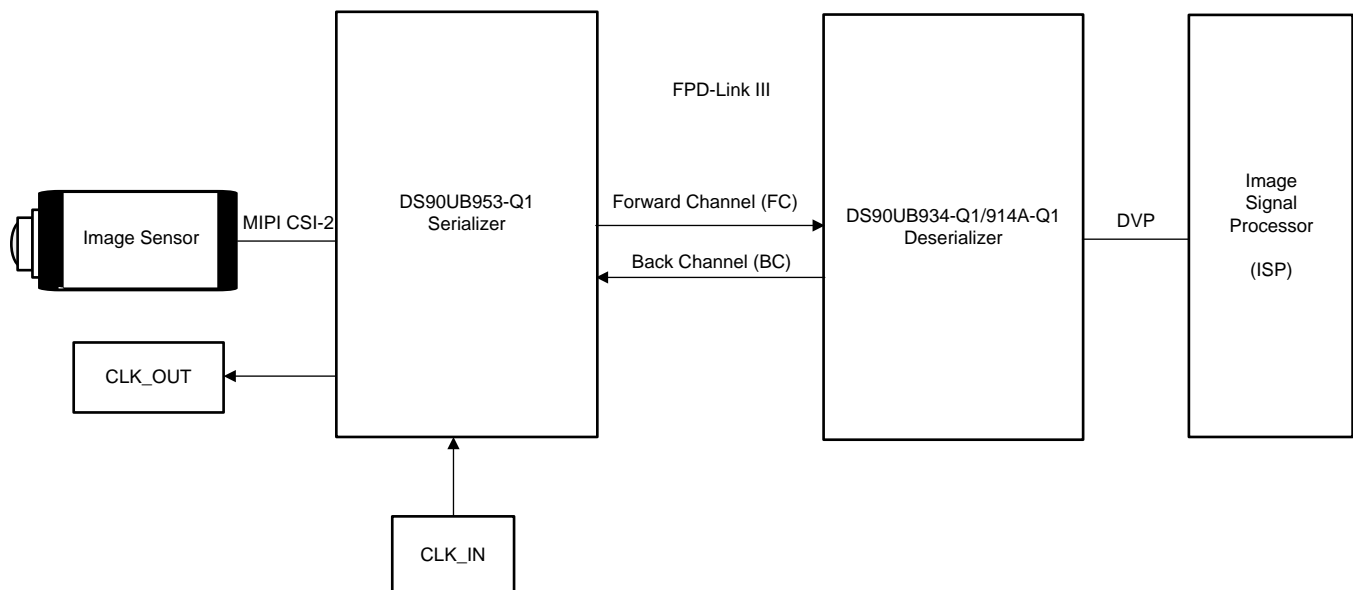 FPD-Link III
DS90UB953-Q1
Serializer
Forward Channel (FC)
DS90UB934-Q1/914A-Q1
Deserializer
Image
Signal
Processor
(ISP)
Image Sensor
MIPI CSI-2
DVP
Back Channel (BC)
CLK_OUT
CLK_IN